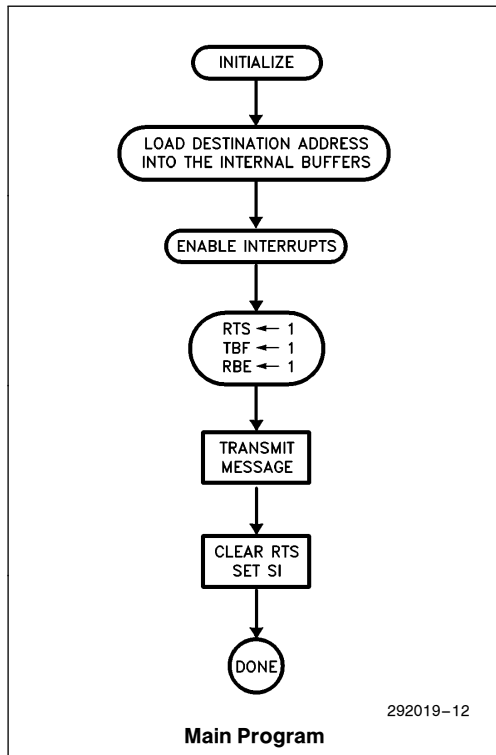 INITIALIZE
LOAD DESTINATION ADDRESS
INTO THE INTERNAL BUFFERS
ENABLE INTERRUPTS
RTS ← 1
TBF ← 1
RBE ← 1
TRANSMIT
MESSAGE
CLEAR RTS
SET SI
DONE
292019–12
Main Program